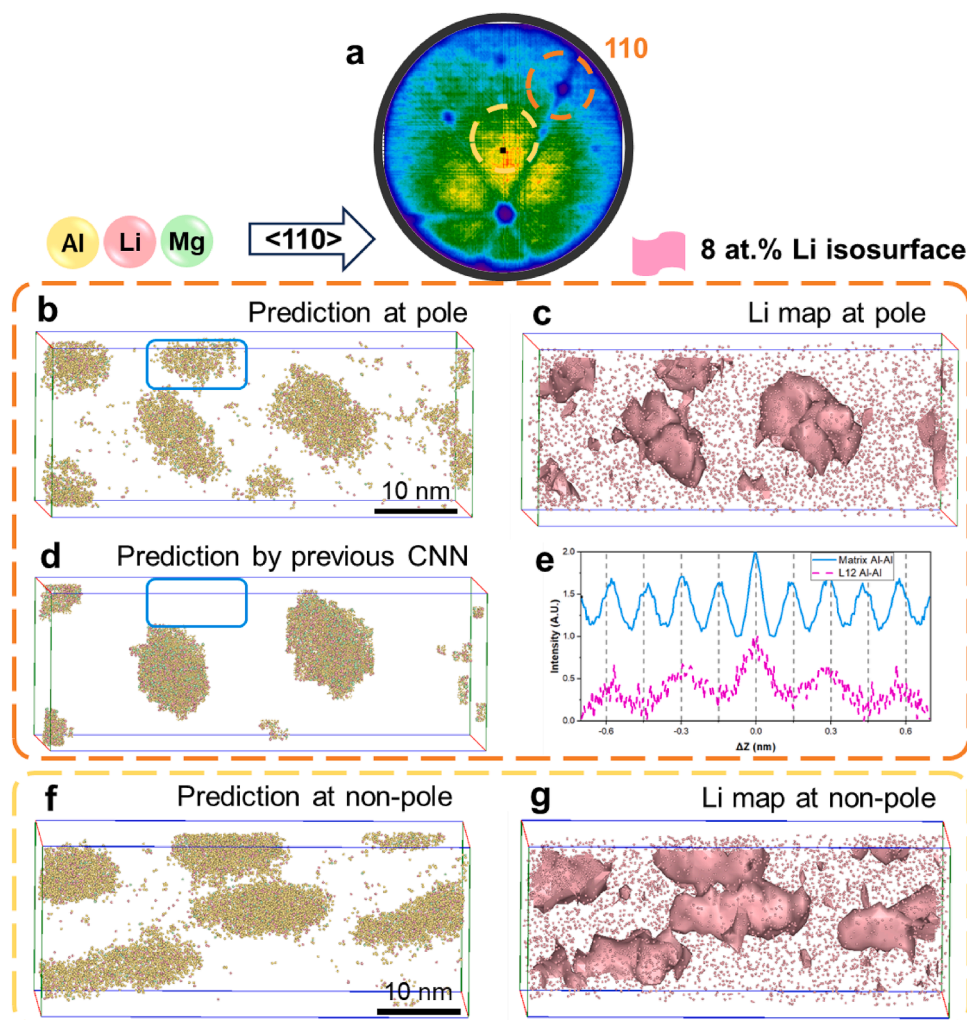 a
110
Al Li Mg
<110>
8 at.% Li isosurface
b
Prediction at pole
10 nm
c
Li map at pole
d
Prediction by previous CNN
e
Matrix Al-Al
L12 Al-Al
Intensity (A.U.)
2.0
1.5
1.0
0.5
0.0
-0.6 -0.3 0.0 0.3 0.6
ΔZ (nm)
f
Prediction at non-pole
10 nm
g
Li map at non-pole